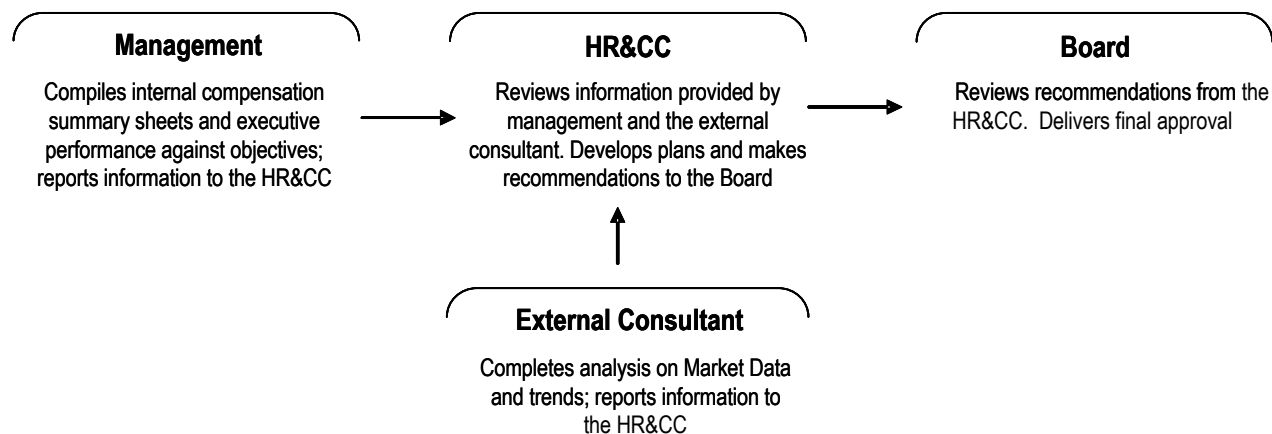 Management
Compiles internal compensation
summary sheets and executive
performance against objectives;
reports information to the HR&CC
HR&CC
Reviews information provided by
management and the external
consultant. Develops plans and makes
recommendations to the Board
Board
Reviews recommendations from the
HR&CC.  Delivers final approval
External Consultant
Completes analysis on Market Data
and trends; reports information to
the HR&CC